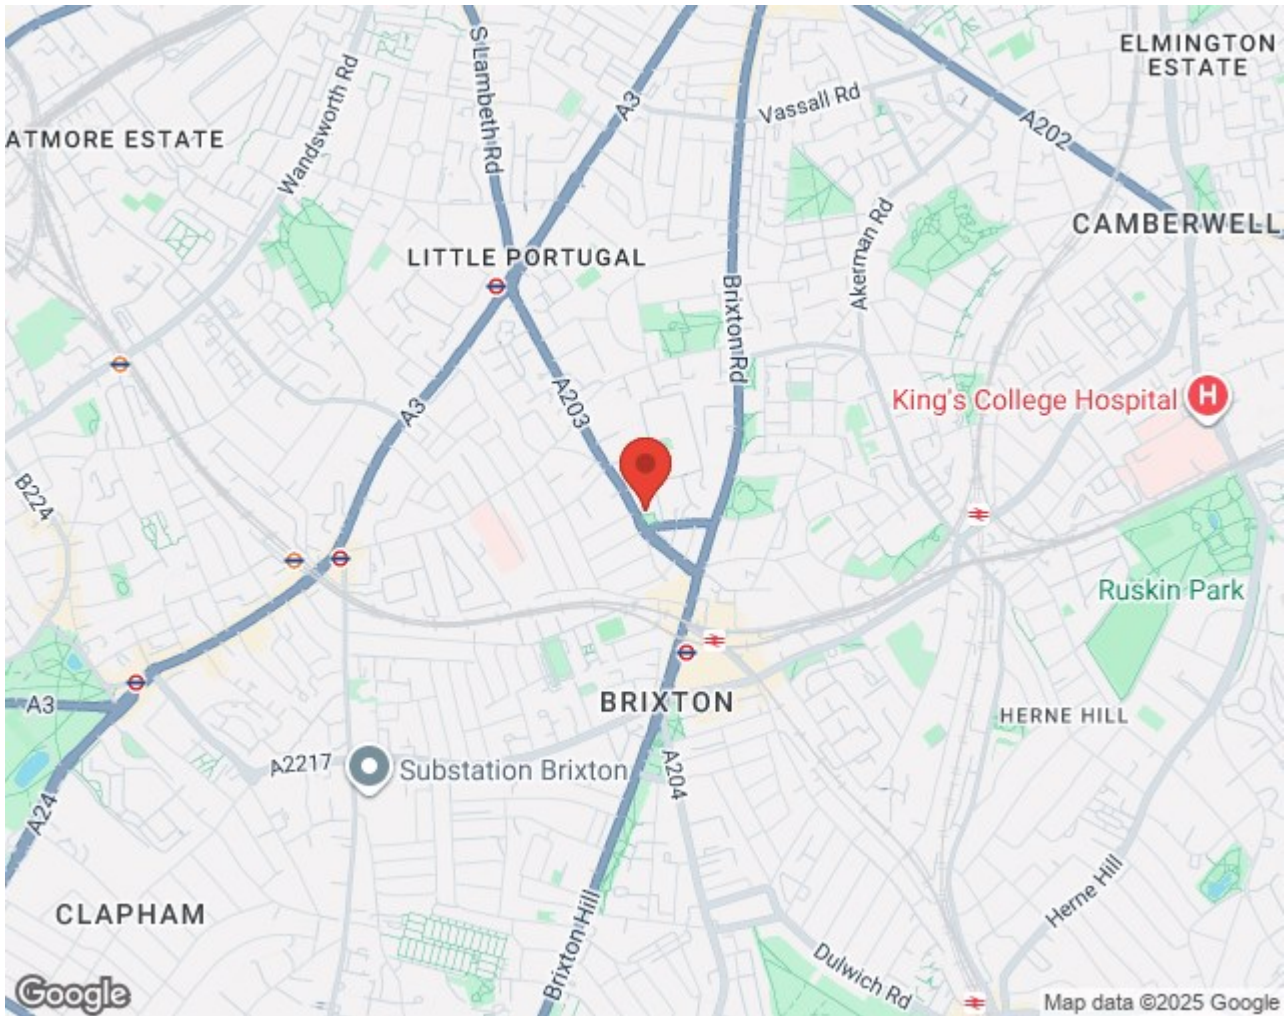 ELMINGTON
ESTATE
S Lambeth Rd
A3
Vassall Rd
A202
Wandsworth Rd
ATMORE ESTATE
Akerman Rd
CAMBERWELL
LITTLE PORTUGAL
Brixton Rd
A203
A3
King's College Hospital
H
B224
Ruskin Park
A3
BRIXTON
HERNE HILL
A2217
Substation Brixton
A204
A24
Herne Hill
CLAPHAM
Brixton Hill
Dulwich Rd
Google
Map data ©2025 Google